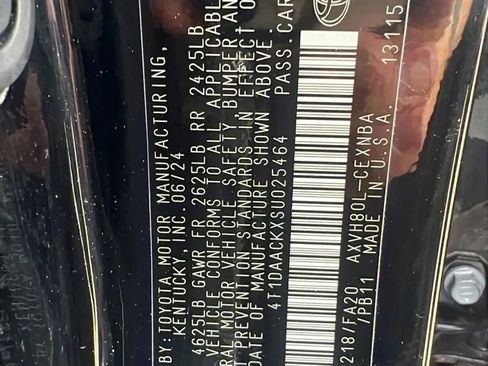 BY: TOYOTA MOTOR MANUFACTURING,
KENTUCKY, INC. 06/24
4625LB GAWR FR 2625LB RR 2425LB
VEHICLE CONFORMS TO ALL APPLICABLE
RAL MOTOR VEHICLE SAFETY, BUMPER AN
T PREVENTION STANDARDS IN EFFECT O
DATE OF MANUFACTURE SHOWN ABOVE.
4T1DAACKXSU025464 PASS. CAR
218/FA20 AXVH80L-CEXNBA
/PB11 MADE IN U.S.A. 13115